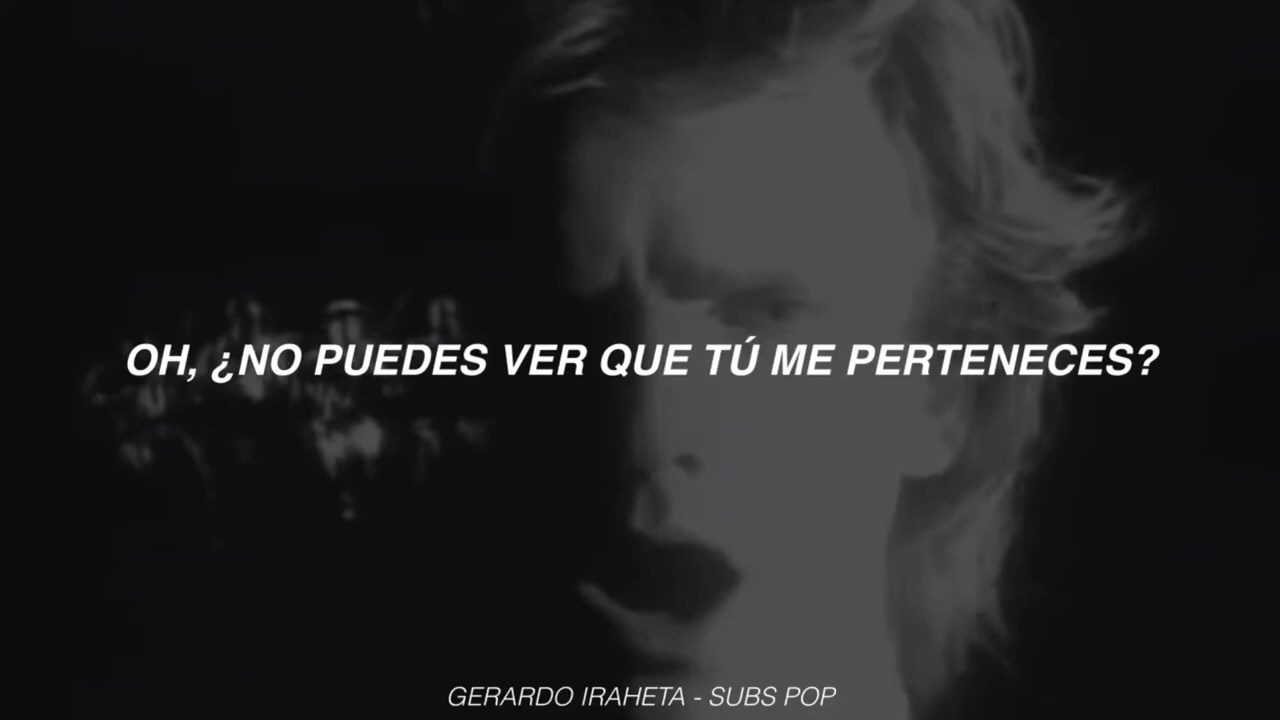 OH, ¿NO PUEDES VER QUE TÚ ME PERTENECES?
GERARDO IRAHETA - SUBS POP